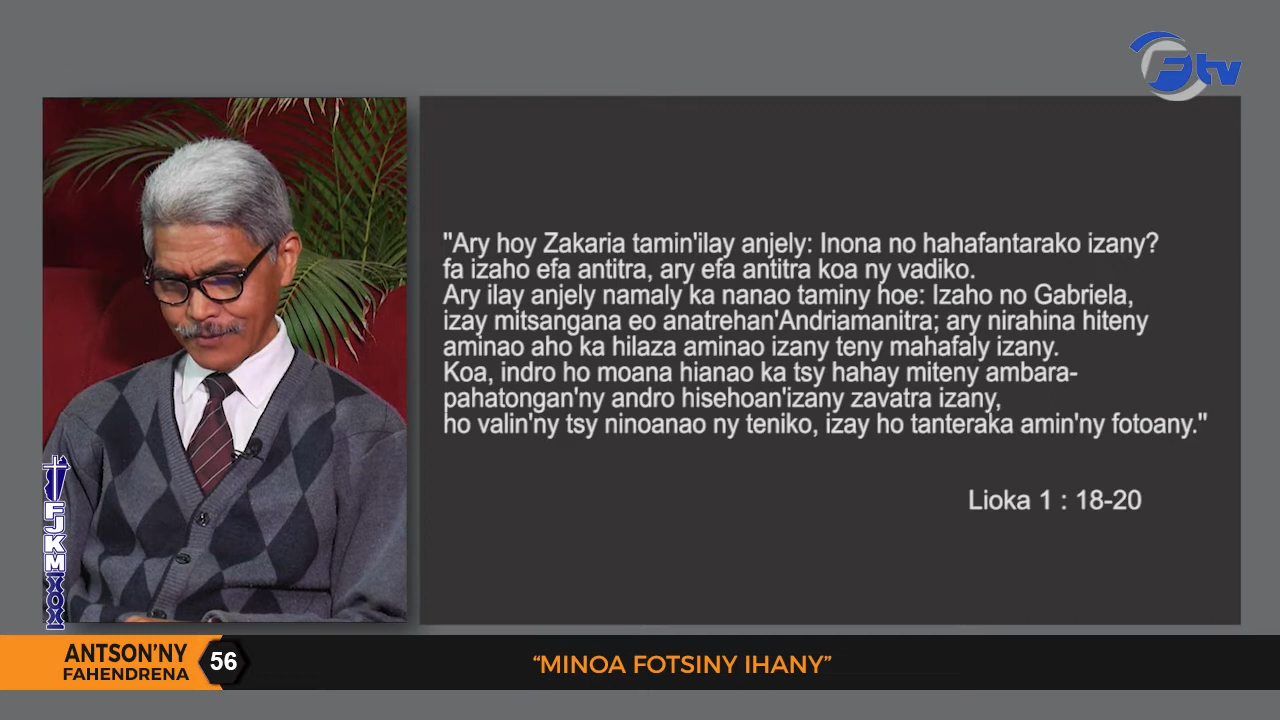 Ftv
"Ary hoy Zakaria tamin'ilay anjely: Inona no hahafantarako izany?
fa izaho efa antitra, ary efa antitra koa ny vadiko.
Ary ilay anjely namaly ka nanao taminy hoe: Izaho no Gabriela,
izay mitsangana eo anatrehan'Andriamanitra; ary nirahina hiteny
aminao aho ka hilaza aminao izany teny mahafaly izany.
Koa, indro ho moana hianao ka tsy hahay miteny ambara-
pahatongan'ny andro hisehoan'izany zavatra izany,
ho valin'ny tsy ninoanao ny teniko, izay ho tanteraka amin'ny fotoany."
Lioka 1 : 18-20
FJKM
ANTSON'NY
FAHENDRENA
56
“MINOA FOTSINY IHANY”